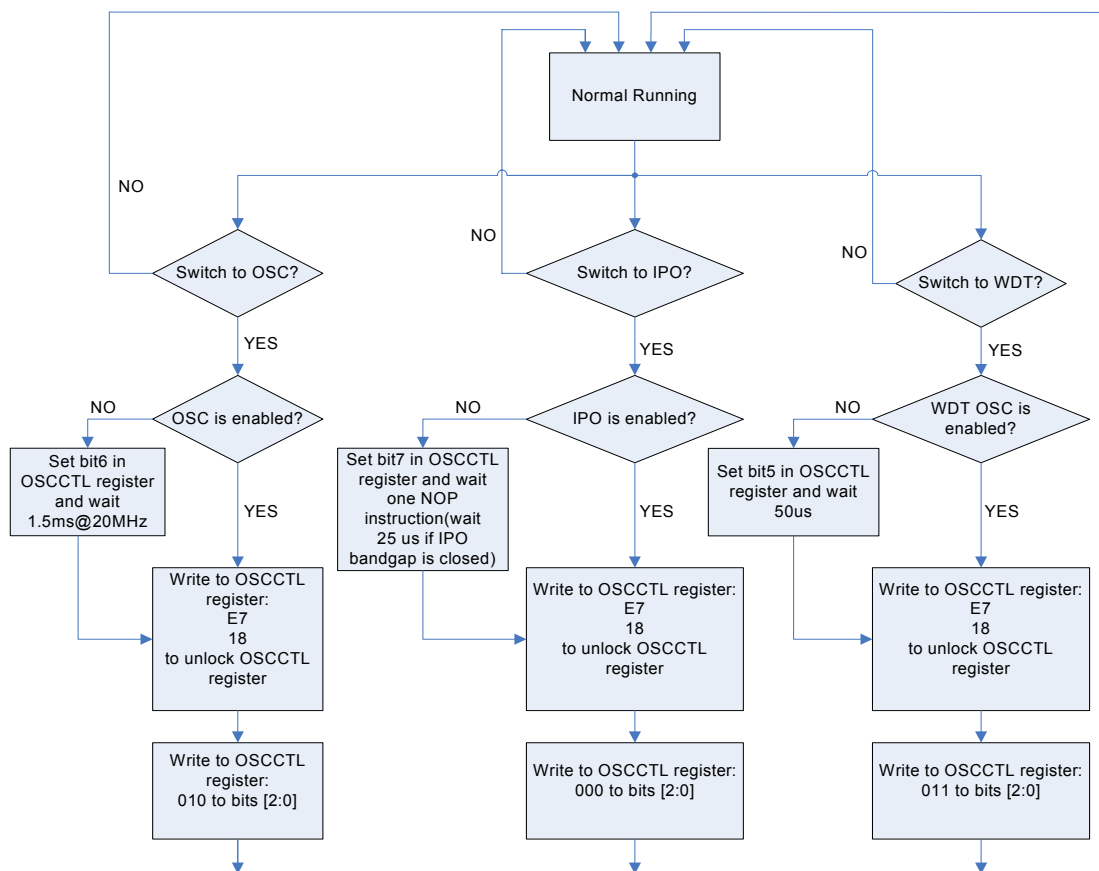 Normal Running
NO
NO
NO
Switch to OSC?
Switch to IPO?
Switch to WDT?
YES
YES
YES
NO
OSC is enabled?
NO
IPO is enabled?
NO
WDT OSC is
enabled?
Set bit6 in
OSCCTL register
and wait
1.5ms@20MHz
Set bit7 in OSCCTL
register and wait
one NOP
instruction(wait
25 us if IPO
bandgap is closed)
Set bit5 in OSCCTL
register and wait
50us
YES
YES
YES
Write to OSCCTL
register:
E7
18
to unlock OSCCTL
register
Write to OSCCTL register:
E7
18
to unlock OSCCTL
register
Write to OSCCTL register:
E7
18
to unlock OSCCTL
register
Write to OSCCTL
register:
010 to bits [2:0]
Write to OSCCTL register:
000 to bits [2:0]
Write to OSCCTL register:
011 to bits [2:0]